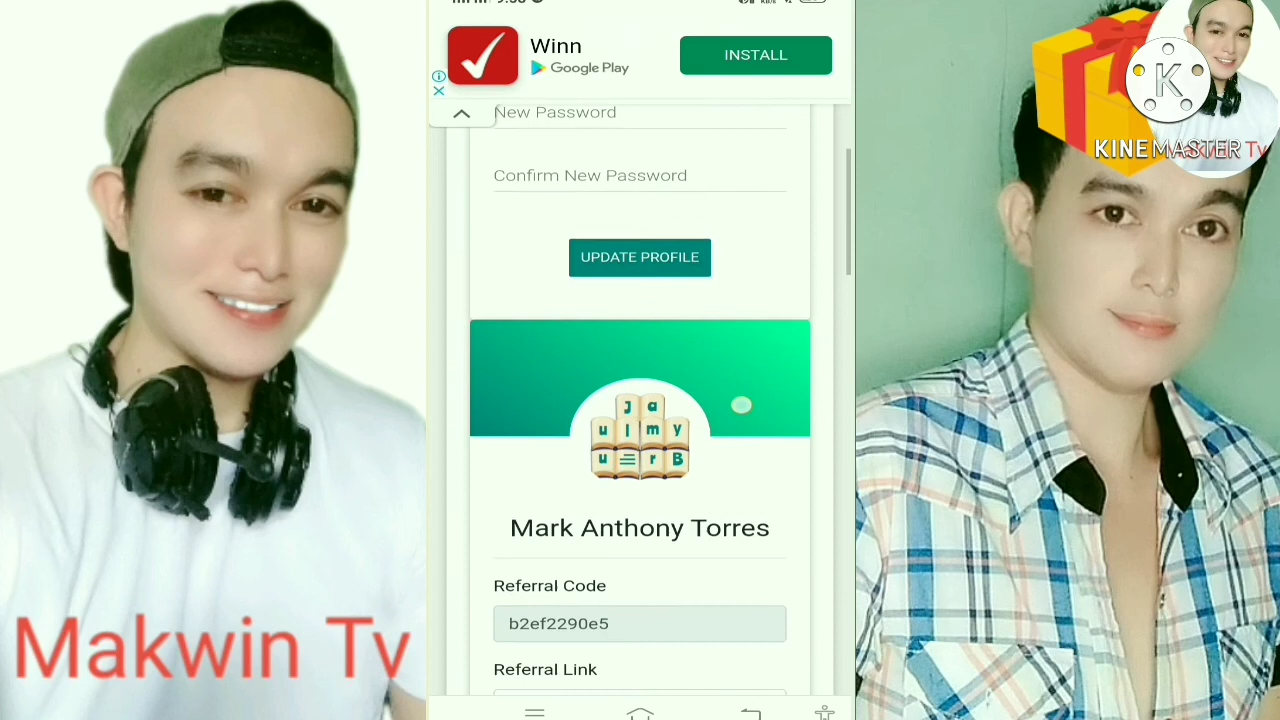 Winn
Google Play
INSTALL
New Password
Confirm New Password
UPDATE PROFILE
J a
u l m y
u r B
Mark Anthony Torres
Referral Code
b2ef2290e5
Referral Link
Makwin Tv
K
KINEMASTER
Tv